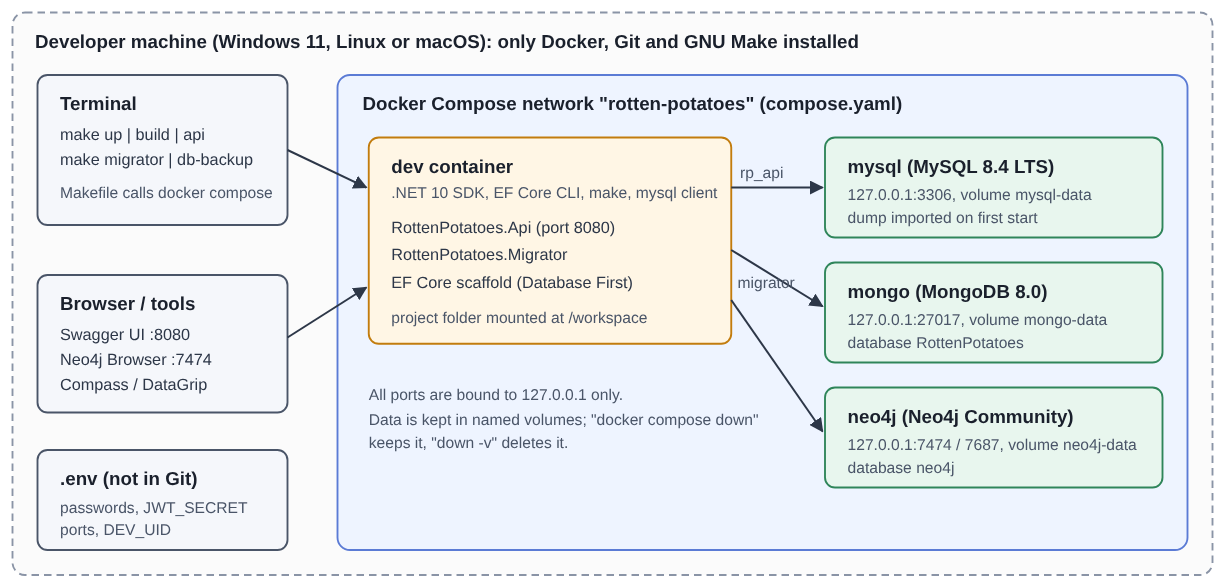 Developer machine (Windows 11, Linux or macOS): only Docker, Git and GNU Make installed
Terminal
make up | build | api
make migrator | db-backup
Makefile calls docker compose
Browser / tools
Swagger UI :8080
Neo4j Browser :7474
Compass / DataGrip
.env (not in Git)
passwords, JWT_SECRET
ports, DEV_UID
Docker Compose network "rotten-potatoes" (compose.yaml)
dev container
.NET 10 SDK, EF Core CLI, make, mysql client
RottenPotatoes.Api (port 8080)
RottenPotatoes.Migrator
EF Core scaffold (Database First)
project folder mounted at /workspace
rp_api
migrator
mysql (MySQL 8.4 LTS)
127.0.0.1:3306, volume mysql-data
dump imported on first start
mongo (MongoDB 8.0)
127.0.0.1:27017, volume mongo-data
database RottenPotatoes
neo4j (Neo4j Community)
127.0.0.1:7474 / 7687, volume neo4j-data
database neo4j
All ports are bound to 127.0.0.1 only.
Data is kept in named volumes; "docker compose down"
keeps it, "down -v" deletes it.